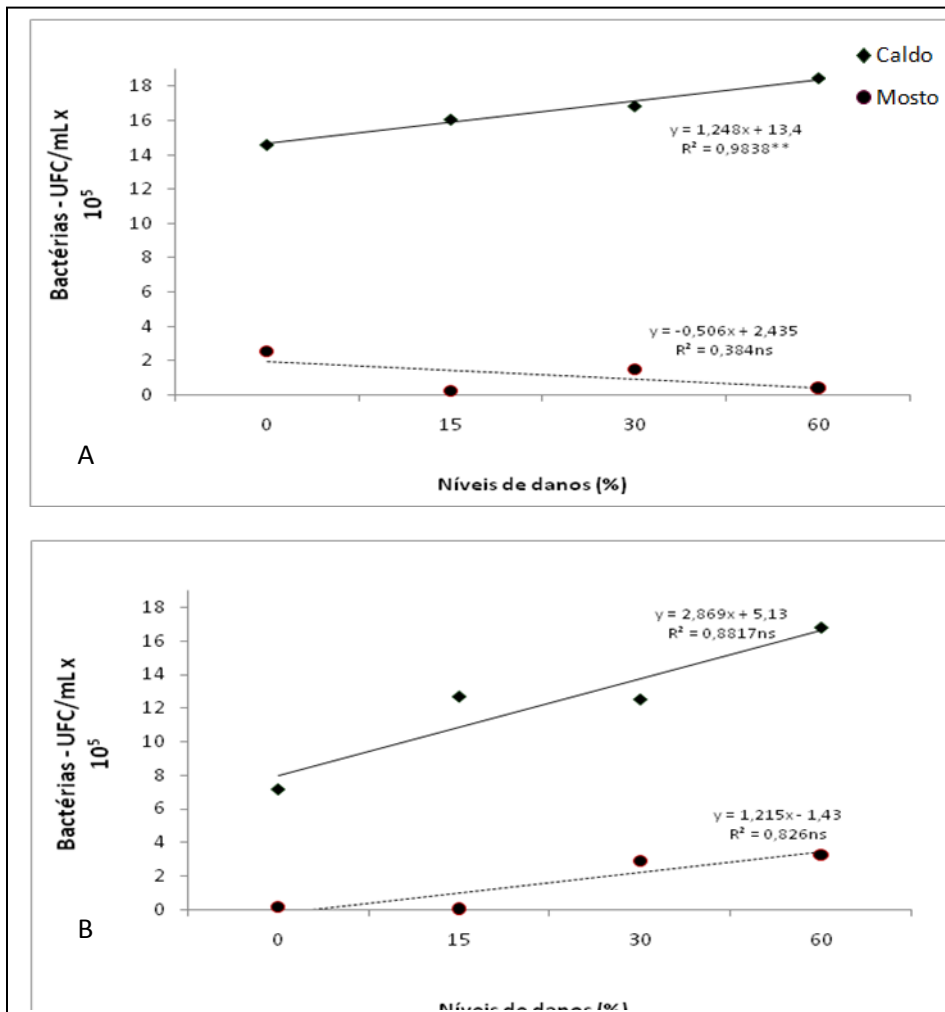 Caldo
Mosto
Bactérias - UFC/mL x
10⁵
18
16
14
12
10
8
6
4
2
0
y = 1,248x + 13,4
R² = 0,9838**
y = -0,506x + 2,435
R² = 0,384ns
0 15 30 60
A
Níveis de danos (%)
Bactérias - UFC/mL x
10⁵
18
16
14
12
10
8
6
4
2
0
y = 2,869x + 5,13
R² = 0,8817ns
y = 1,215x - 1,43
R² = 0,826ns
B
0 15 30 60
Níveis de danos (%)